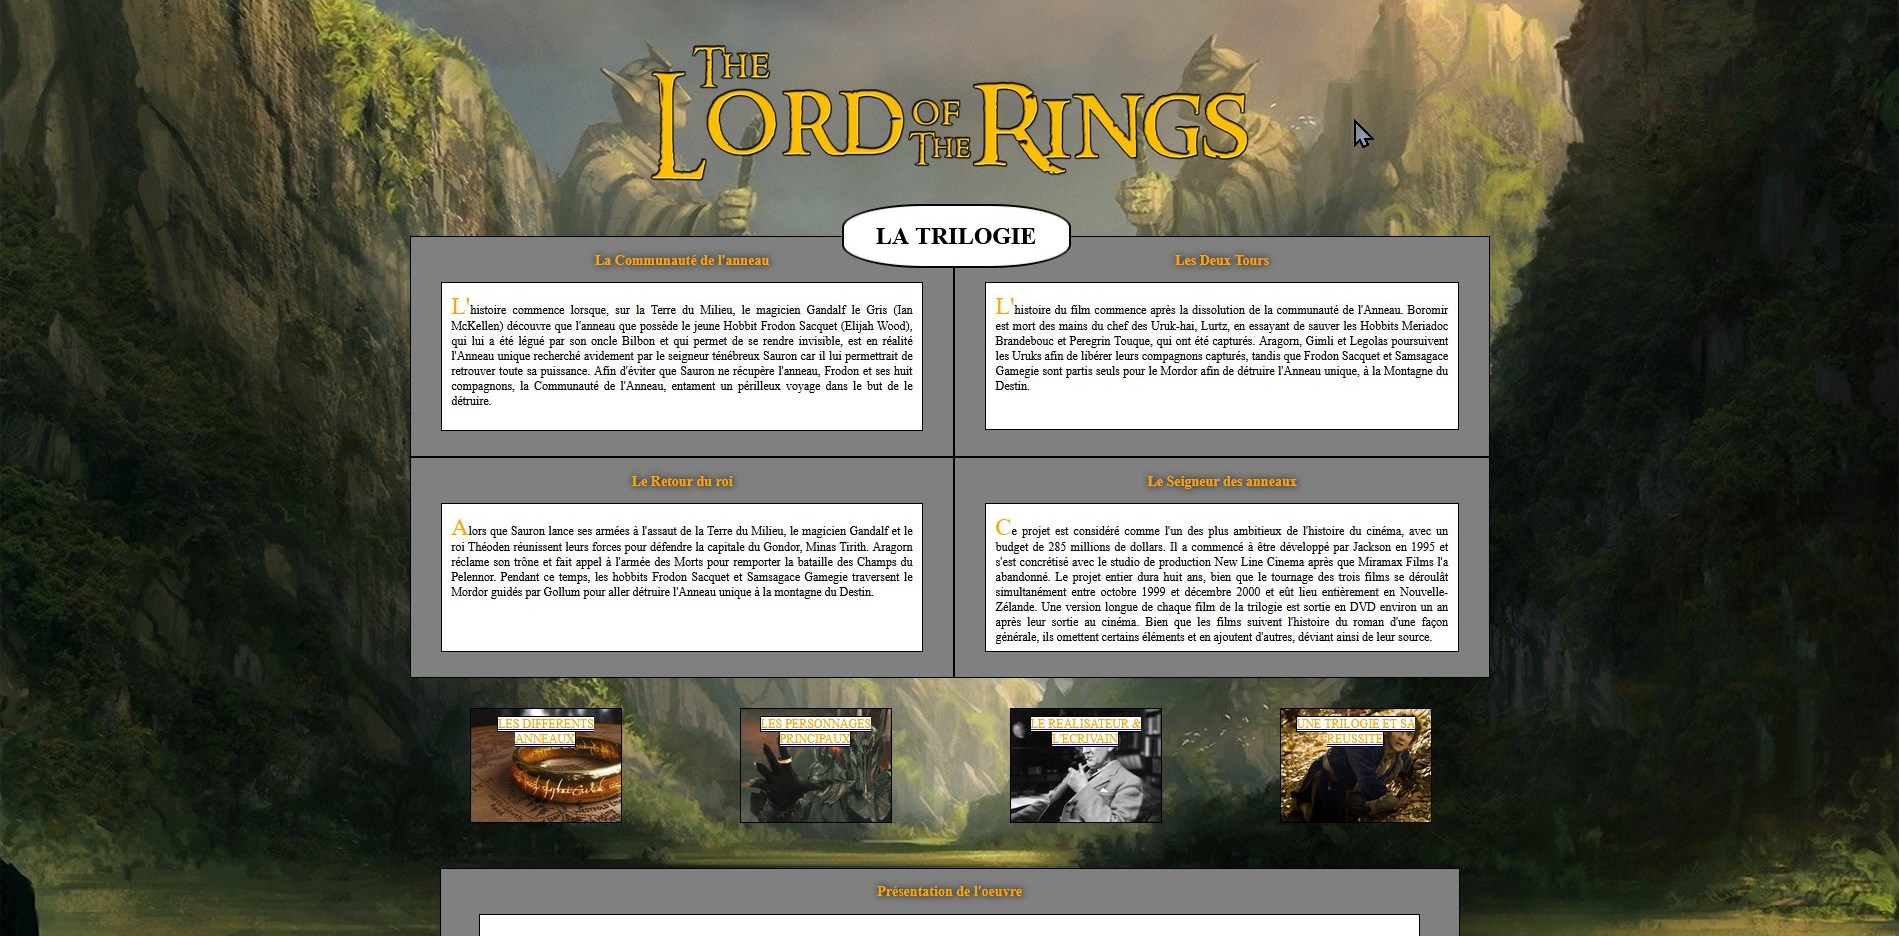 THE
LORD OF THE RINGS
LA TRILOGIE
La Communauté de l'anneau
L'histoire commence lorsque, sur la Terre du Milieu, le magicien Gandalf le Gris (Ian
McKellen) découvre que l'anneau que possède le jeune Hobbit Frodon Sacquet (Elijah Wood),
qui lui a été légué par son oncle Bilbon et qui permet de se rendre invisible, est en réalité
l'Anneau unique recherché avidement par le seigneur ténébreux Sauron car il lui permettrait de
retrouver toute sa puissance. Afin d'éviter que Sauron ne récupère l'anneau, Frodon et ses huit
compagnons, la Communauté de l'Anneau, entament un périlleux voyage dans le but de le
détruire.
Les Deux Tours
L'histoire du film commence après la dissolution de la communauté de l'Anneau. Boromir
est mort des mains du chef des Uruk-hai, Lurtz, en essayant de sauver les Hobbits Meriadoc
Brandebouc et Peregrin Touque, qui ont été capturés. Aragorn, Gimli et Legolas poursuivent
les Uruks afin de libérer leurs compagnons capturés, tandis que Frodon Sacquet et Samsagace
Gamegie sont partis seuls pour le Mordor afin de détruire l'Anneau unique, à la Montagne du
Destin.
Le Retour du roi
Alors que Sauron lance ses armées à l'assaut de la Terre du Milieu, le magicien Gandalf et le
roi Théoden réunissent leurs forces pour défendre la capitale du Gondor, Minas Tirith. Aragorn
réclame son trône et fait appel à l'armée des Morts pour remporter la bataille des Champs du
Pelennor. Pendant ce temps, les hobbits Frodon Sacquet et Samsagace Gamegie traversent le
Mordor guidés par Gollum pour aller détruire l'Anneau unique à la montagne du Destin.
Le Seigneur des anneaux
Ce projet est considéré comme l'un des plus ambitieux de l'histoire du cinéma, avec un
budget de 285 millions de dollars. Il a commencé à être développé par Jackson en 1995 et
s'est concrétisé avec le studio de production New Line Cinema après que Miramax Films l'a
abandonné. Le projet entier dura huit ans, bien que le tournage des trois films se déroulât
simultanément entre octobre 1999 et décembre 2000 et eût lieu entièrement en Nouvelle-
Zélande. Une version longue de chaque film de la trilogie est sortie en DVD environ un an
après leur sortie au cinéma. Bien que les films suivent l'histoire du roman d'une façon
générale, ils omettent certains éléments et en ajoutent d'autres, déviant ainsi de leur source.
LES DIFFERENTS
ANNEAUX
LES PERSONNAGES
PRINCIPAUX
LE REALISATEUR &
L'ECRIVAIN
UNE TRILOGIE ET SA
REUSSITE
Présentation de l'oeuvre